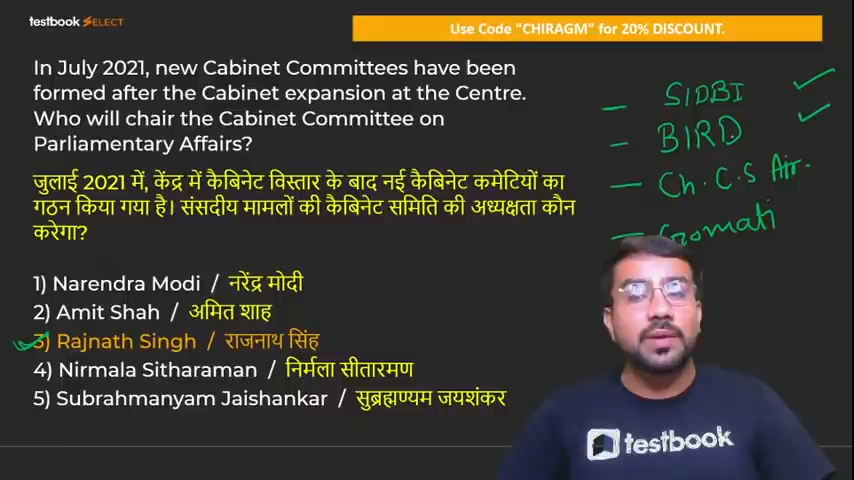 testbook SELECT
Use Code "CHIRAGM" for 20% DISCOUNT.
In July 2021, new Cabinet Committees have been
formed after the Cabinet expansion at the Centre.
Who will chair the Cabinet Committee on
Parliamentary Affairs?
जुलाई 2021 में, केंद्र में कैबिनेट विस्तार के बाद नई कैबिनेट कमेटियों का
गठन किया गया है। संसदीय मामलों की कैबिनेट समिति की अध्यक्षता कौन
करेगा?
1) Narendra Modi / नरेंद्र मोदी
2) Amit Shah / अमित शाह
3) Rajnath Singh / राजनाथ सिंह
4) Nirmala Sitharaman / निर्मला सीतारमण
5) Subrahmanyam Jaishankar / सुब्रह्मण्यम जयशंकर
— SIDBI
— BIRD
— Ch. C.S Air.
—
testbook